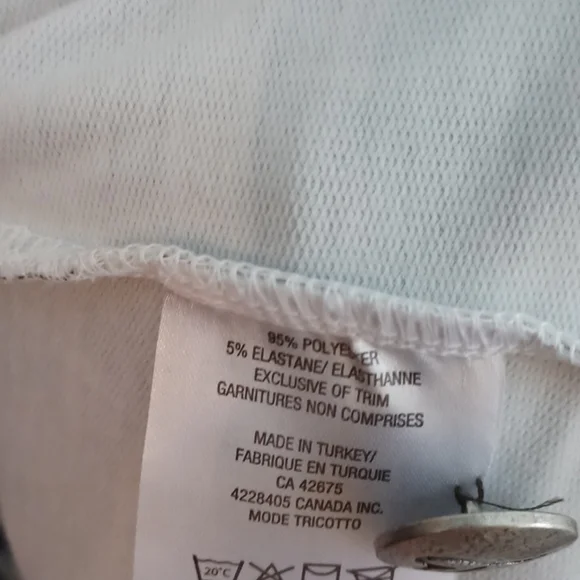 95% POLYESTER
5% ELASTANE/ ELASTHANNE
EXCLUSIVE OF TRIM
GARNITURES NON COMPRISES
MADE IN TURKEY/
FABRIQUE EN TURQUIE
CA 42675
4228405 CANADA INC.
MODE TRICOTTO
20°C